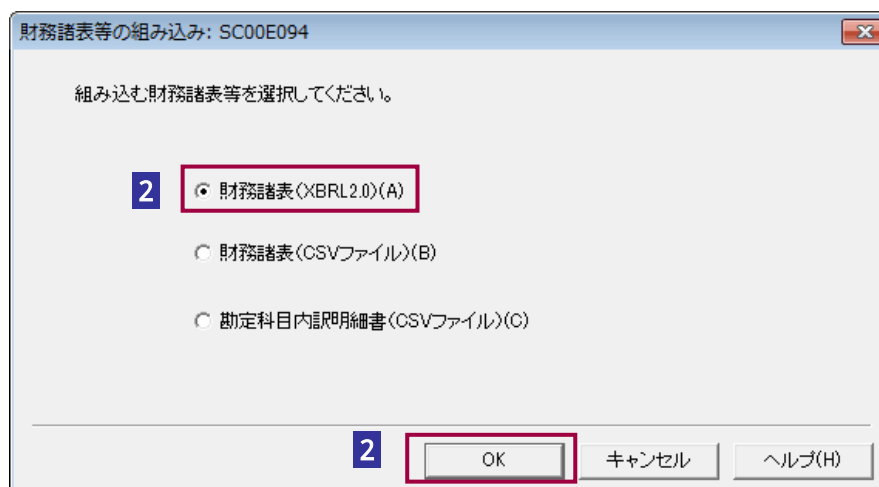 財務諸表等の組み込み: SC00E094
組み込む財務諸表等を選択してください。
2
財務諸表(XBRL2.0)(A)
財務諸表(CSVファイル)(B)
勘定科目内訳明細書(CSVファイル)(C)
2
OK
キャンセル
ヘルプ(H)